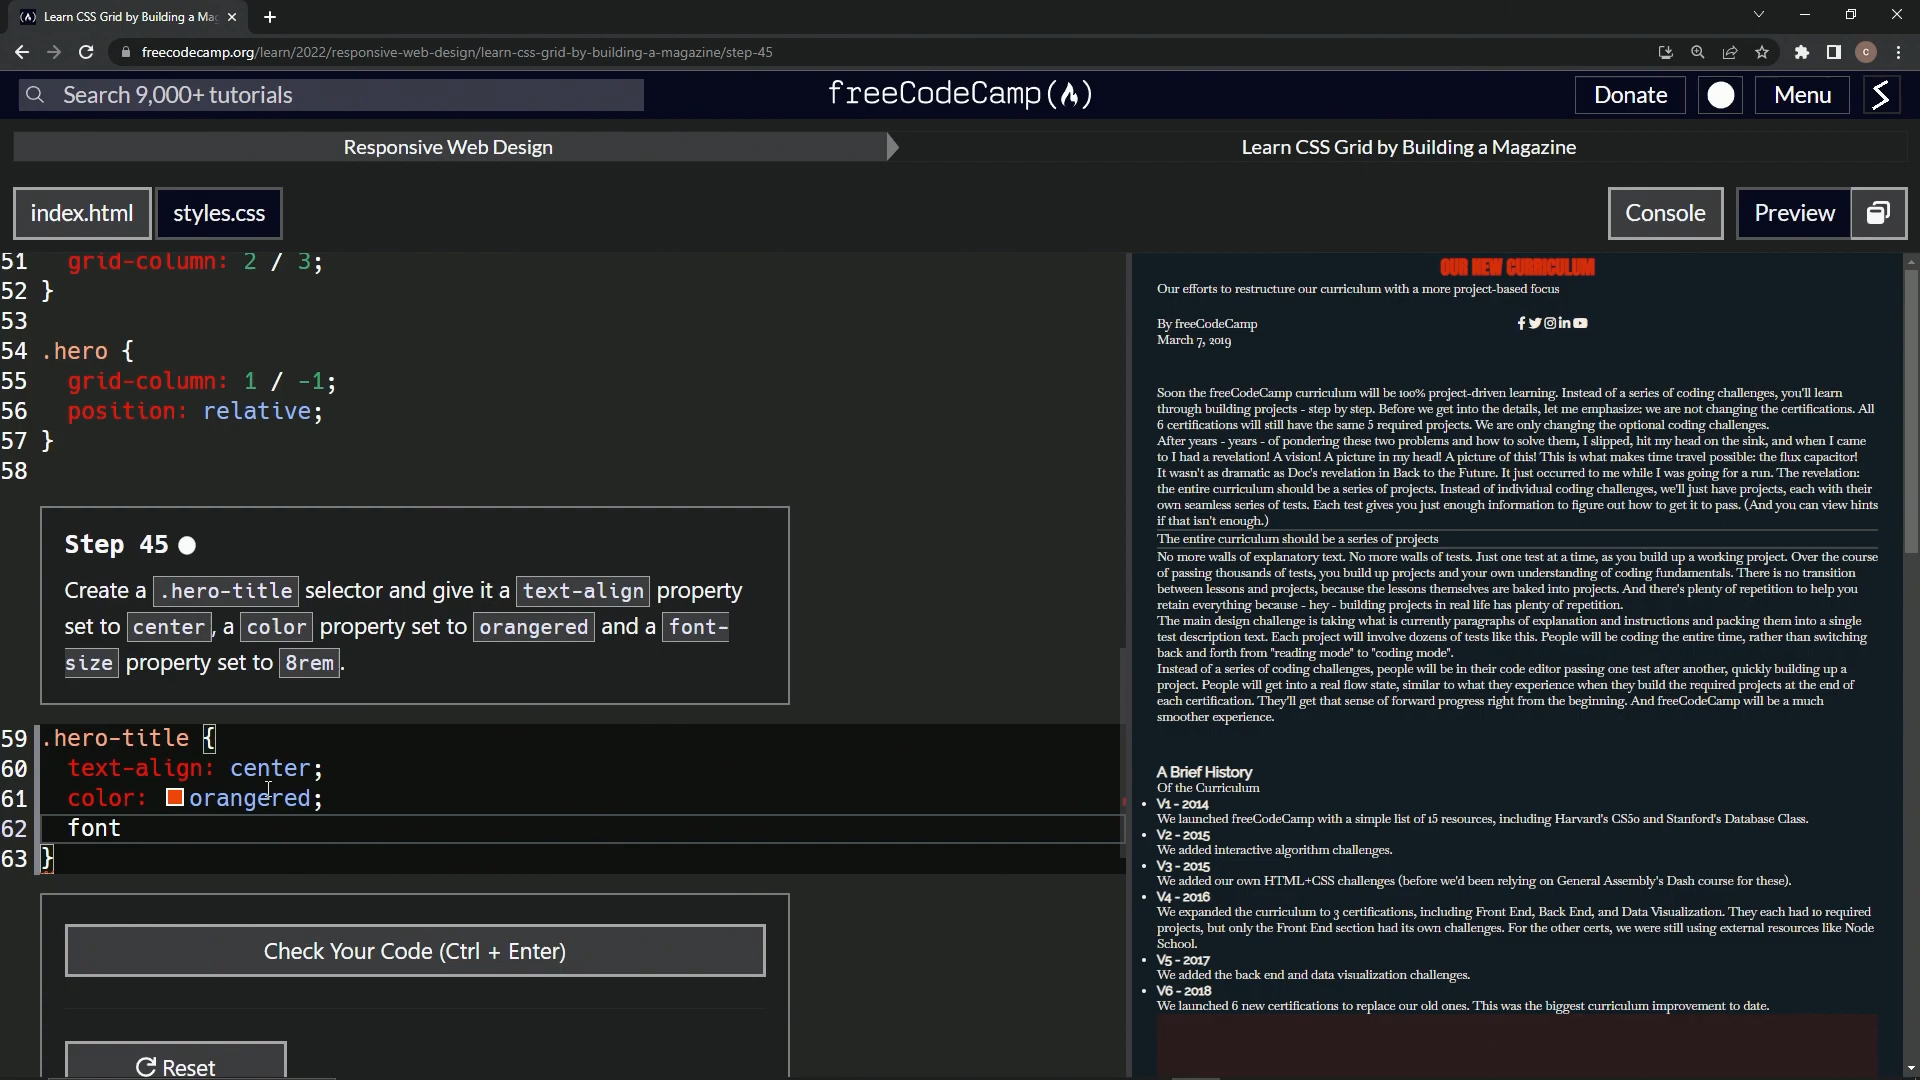 Learn CSS Grid by Building a Mag
freecodecamp.org/learn/2022/responsive-web-design/learn-css-grid-by-building-a-magazine/step-45
C
Search 9,000+ tutorials
freeCodeCamp
Donate
Menu
Responsive Web Design
Learn CSS Grid by Building a Magazine
index.html
styles.css
Console
Preview
51 grid-column: 2 / 3;
52 }
53
54 .hero {
55 grid-column: 1 / -1;
56 position: relative;
57 }
58
Step 45
Create a .hero-title selector and give it a text-align property
set to center, a color property set to orangered and a font-
size property set to 8rem.
59 .hero-title {
60 text-align: center;
61 color: orangered;
62 font
63 }
Check Your Code (Ctrl + Enter)
Reset
OUR NEW CURRICULUM
Our efforts to restructure our curriculum with a more project-based focus
By freeCodeCamp
March 7, 2019
Soon the freeCodeCamp curriculum will be 100% project-driven learning. Instead of a series of coding challenges, you'll learn
through building projects - step by step. Before we get into the details, let me emphasize: we are not changing the certifications. All
6 certifications will still have the same 5 required projects. We are only changing the optional coding challenges.
After years - years - of pondering these two problems and how to solve them, I slipped, hit my head on the sink, and when I came
to I had a revelation! A vision! A picture in my head! A picture of this! This is what makes time travel possible: the flux capacitor!
It wasn't as dramatic as Doc's revelation in Back to the Future. It just occurred to me while I was going for a run. The revelation:
the entire curriculum should be a series of projects. Instead of individual coding challenges, we'll just have projects, each with their
own seamless series of tests. Each test gives you just enough information to figure out how to get it to pass. (And you can view hints
if that isn't enough.)
The entire curriculum should be a series of projects
No more walls of explanatory text. No more walls of tests. Just one test at a time, as you build up a working project. Over the course
of passing thousands of tests, you build up projects and your own understanding of coding fundamentals. There is no transition
between lessons and projects, because the lessons themselves are baked into projects. And there's plenty of repetition to help you
retain everything because - hey - building projects in real life has plenty of repetition.
The main design challenge is taking what is currently paragraphs of explanation and instructions and packing them into a single
test description text. Each project will involve dozens of tests like this. People will be coding the entire time, rather than switching
back and forth from "reading mode" to "coding mode".
Instead of a series of coding challenges, people will be in their code editor passing one test after another, quickly building up a
project. People will get into a real flow state, similar to what they experience when they build the required projects at the end of
each certification. They'll get that sense of forward progress right from the beginning. And freeCodeCamp will be a much
smoother experience.
A Brief History
Of the Curriculum
V1 - 2014
We launched freeCodeCamp with a simple list of 15 resources, including Harvard's CS50 and Stanford's Database Class.
V2 - 2015
We added interactive algorithm challenges.
V3 - 2015
We added our own HTML+CSS challenges (before we'd been relying on General Assembly's Dash course for these).
V4 - 2016
We expanded the curriculum to 3 certifications, including Front End, Back End, and Data Visualization. They each had 10 required
projects, but only the Front End section had its own challenges. For the other certs, we were still using external resources like Node
School.
V5 - 2017
We added the back end and data visualization challenges.
V6 - 2018
We launched 6 new certifications to replace our old ones. This was the biggest curriculum improvement to date.